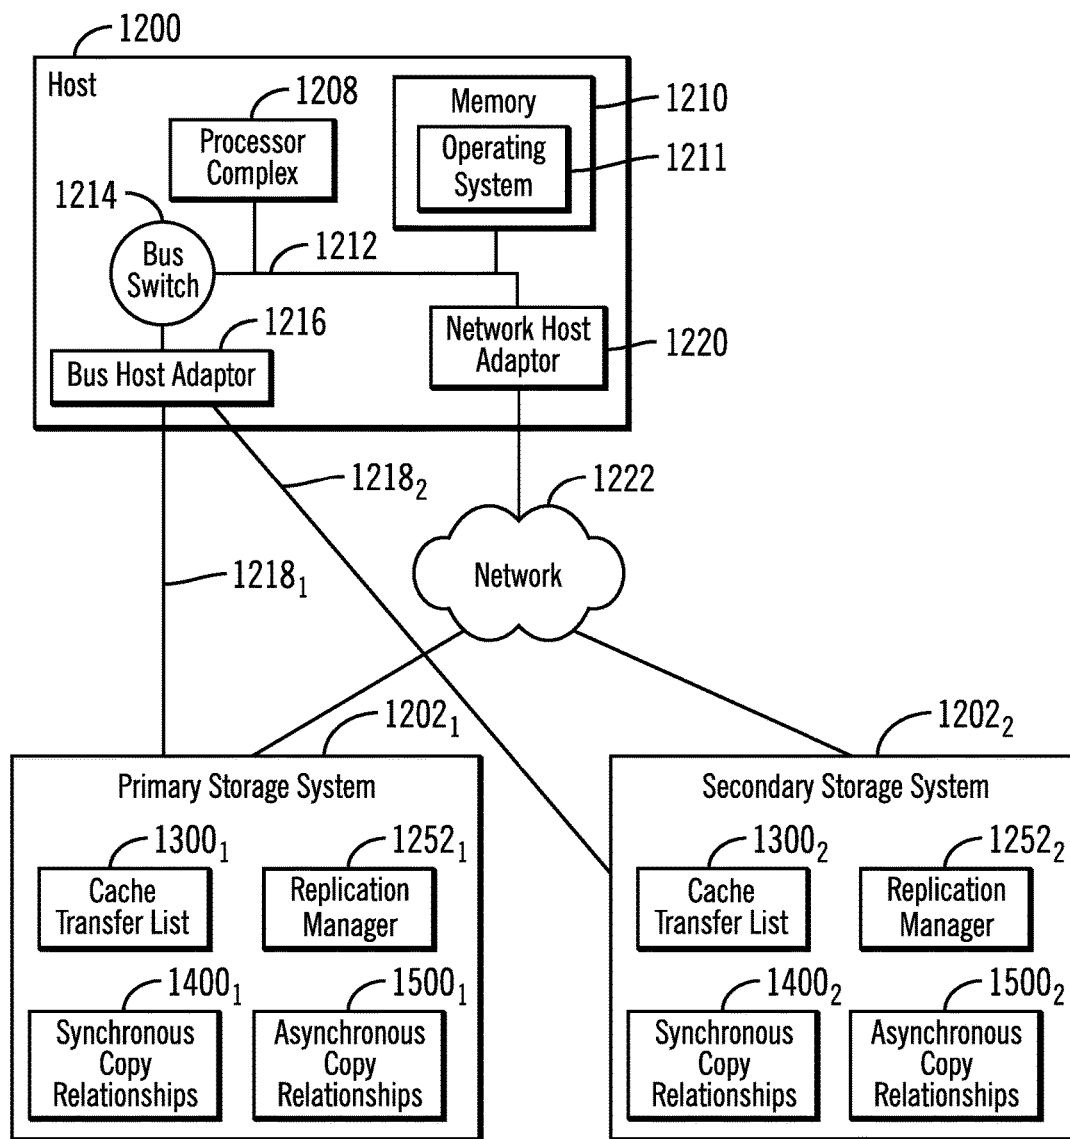 1200
Host
1208
Processor
Complex
Memory
1210
Operating
System
1211
1214
Bus
Switch
1212
1216
Bus Host Adaptor
Network Host
Adaptor
1220
1218₂
1222
Network
1218₁
1202₁
Primary Storage System
1300₁
Cache
Transfer List
1252₁
Replication
Manager
1400₁
Synchronous
Copy
Relationships
1500₁
Asynchronous
Copy
Relationships
1202₂
Secondary Storage System
1300₂
Cache
Transfer List
1252₂
Replication
Manager
1400₂
Synchronous
Copy
Relationships
1500₂
Asynchronous
Copy
Relationships